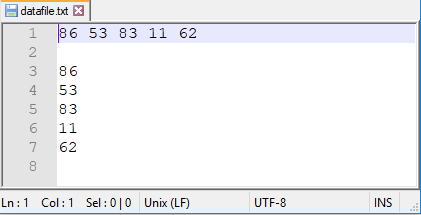 datafile.txt
1 86 53 83 11 62
2
3 86
4 53
5 83
6 11
7 62
8
Ln : 1 Col : 1 Sel : 0 | 0 Unix (LF) UTF-8 INS